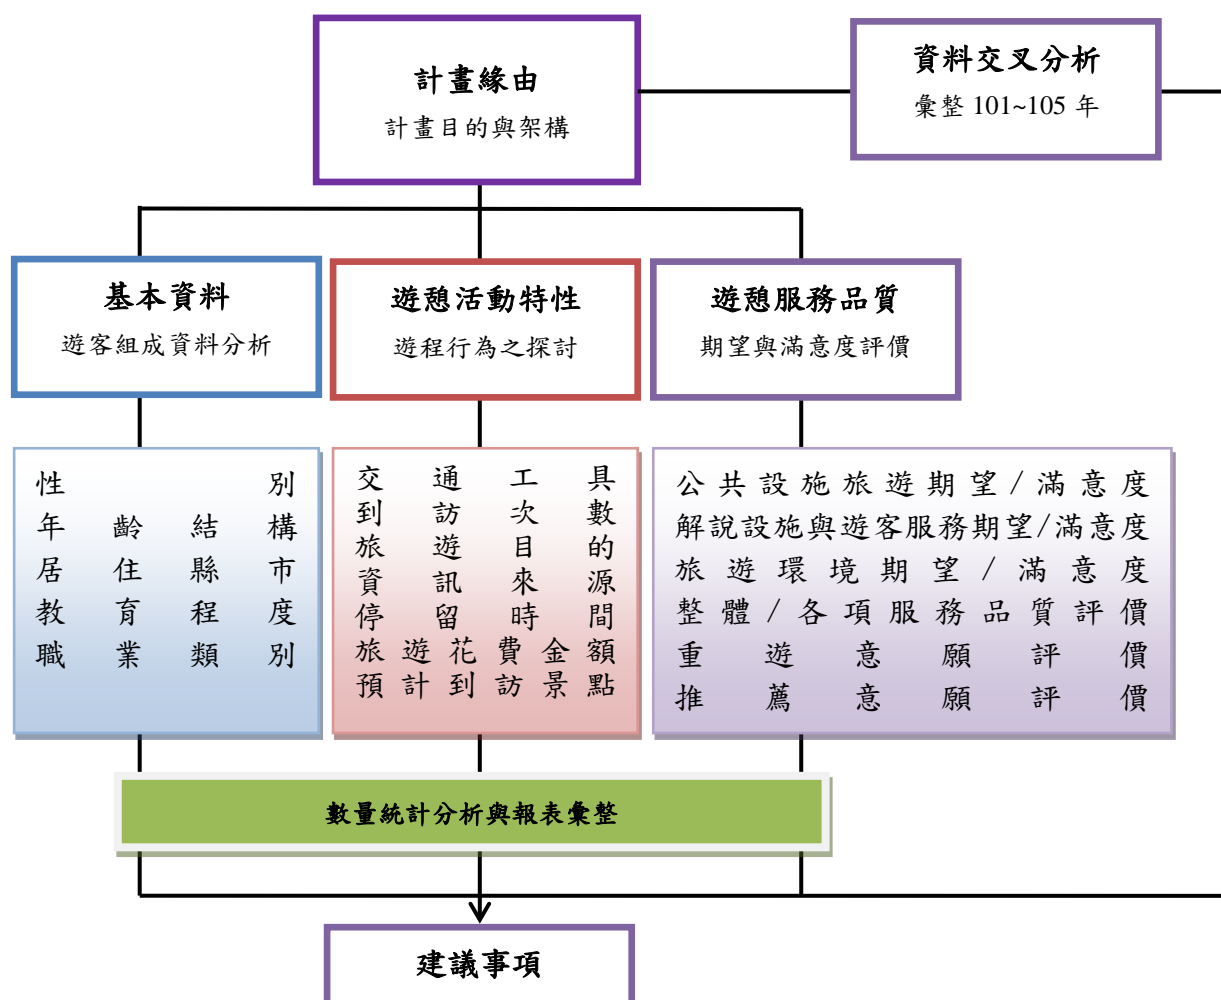 計畫緣由
計畫目的與架構
資料交叉分析
彙整 101~105 年
基本資料
遊客組成資料分析
遊憩活動特性
遊程行為之探討
遊憩服務品質
期望與滿意度評價
性別
年齡結構
居住縣市
教育程度
職業類別
交通工具
到訪次數
旅遊目的
資訊來源
停留時間
旅遊花費金額
預計到訪景點
公共設施旅遊期望/滿意度
解說設施與遊客服務期望/滿意度
旅遊環境期望/滿意度
整體/各項服務品質評價
重遊意願評價
推薦意願評價
數量統計分析與報表彙整
建議事項